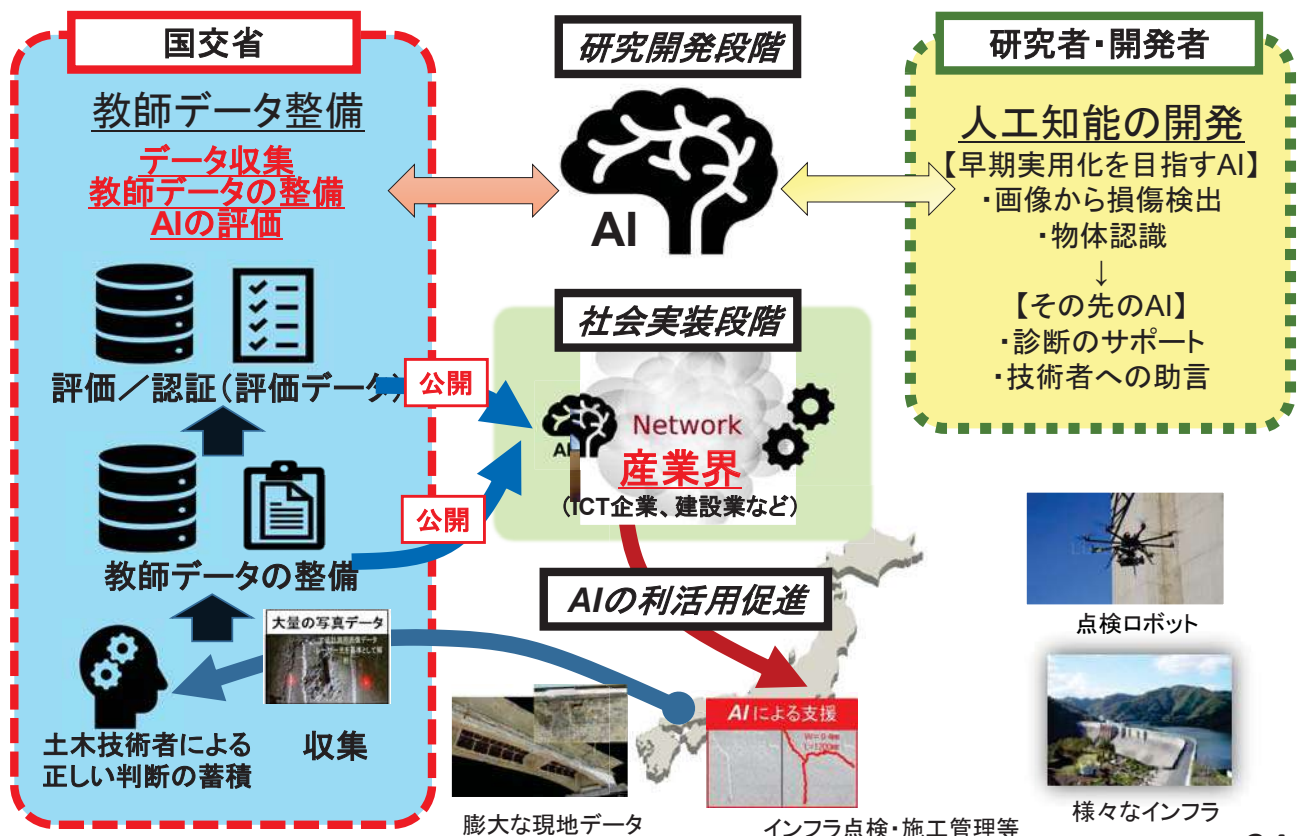 国交省
教師データ整備
データ収集
教師データの整備
AIの評価
評価／認証(評価データ)
教師データの整備
大量の写真データ
土木技術者による
正しい判断の蓄積
収集
公開
公開
研究開発段階
AI
社会実装段階
AI
Network
産業界
(ICT企業、建設業など)
AIの利活用促進
AIによる支援
膨大な現地データ
インフラ点検・施工管理等
研究者・開発者
人工知能の開発
【早期実用化を目指すAI】
・画像から損傷検出
・物体認識
↓
【その先のAI】
・診断のサポート
・技術者への助言
点検ロボット
様々なインフラ